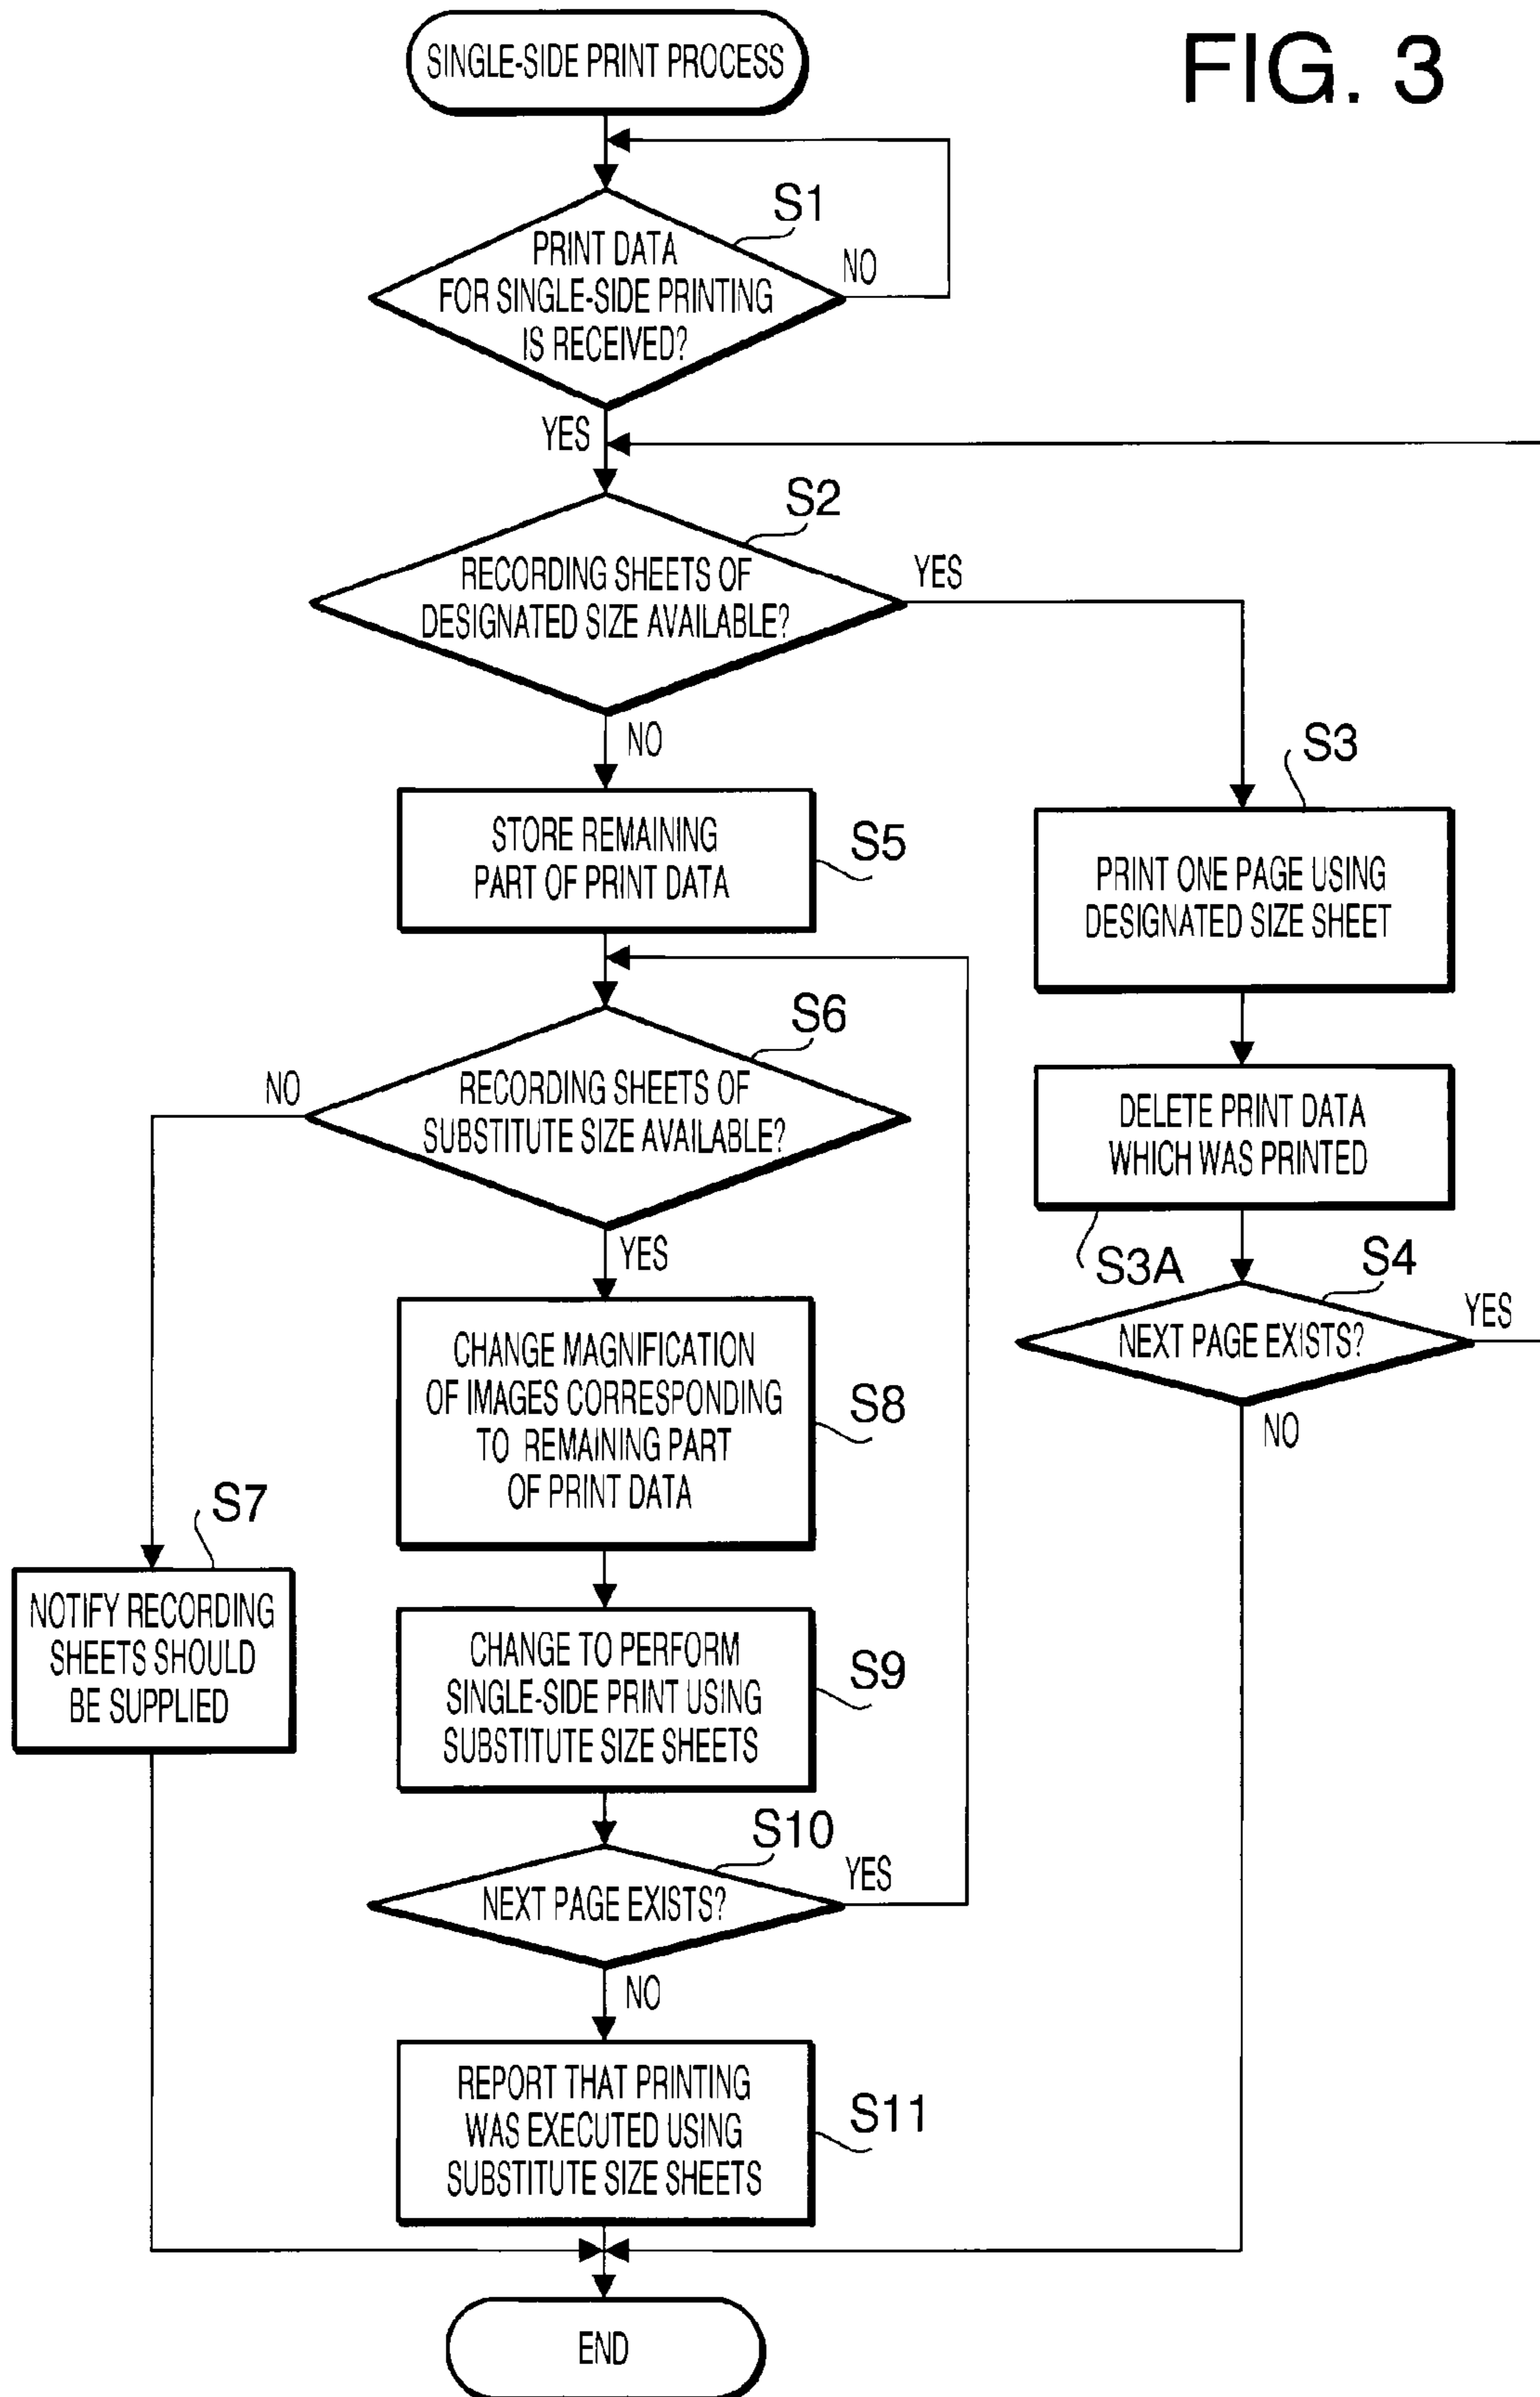 FIG. 3
SINGLE-SIDE PRINT PROCESS
S1
PRINT DATA
FOR SINGLE-SIDE PRINTING
IS RECEIVED?
NO
YES
S2
RECORDING SHEETS OF
DESIGNATED SIZE AVAILABLE?
YES
NO
S3
PRINT ONE PAGE USING
DESIGNATED SIZE SHEET
DELETE PRINT DATA
WHICH WAS PRINTED
S3A
S4
NEXT PAGE EXISTS?
YES
NO
STORE REMAINING
PART OF PRINT DATA
S5
S6
RECORDING SHEETS OF
SUBSTITUTE SIZE AVAILABLE?
NO
YES
S7
NOTIFY RECORDING
SHEETS SHOULD
BE SUPPLIED
CHANGE MAGNIFICATION
OF IMAGES CORRESPONDING
TO REMAINING PART
OF PRINT DATA
S8
CHANGE TO PERFORM
SINGLE-SIDE PRINT USING
SUBSTITUTE SIZE SHEETS
S9
S10
NEXT PAGE EXISTS?
YES
NO
REPORT THAT PRINTING
WAS EXECUTED USING
SUBSTITUTE SIZE SHEETS
S11
END